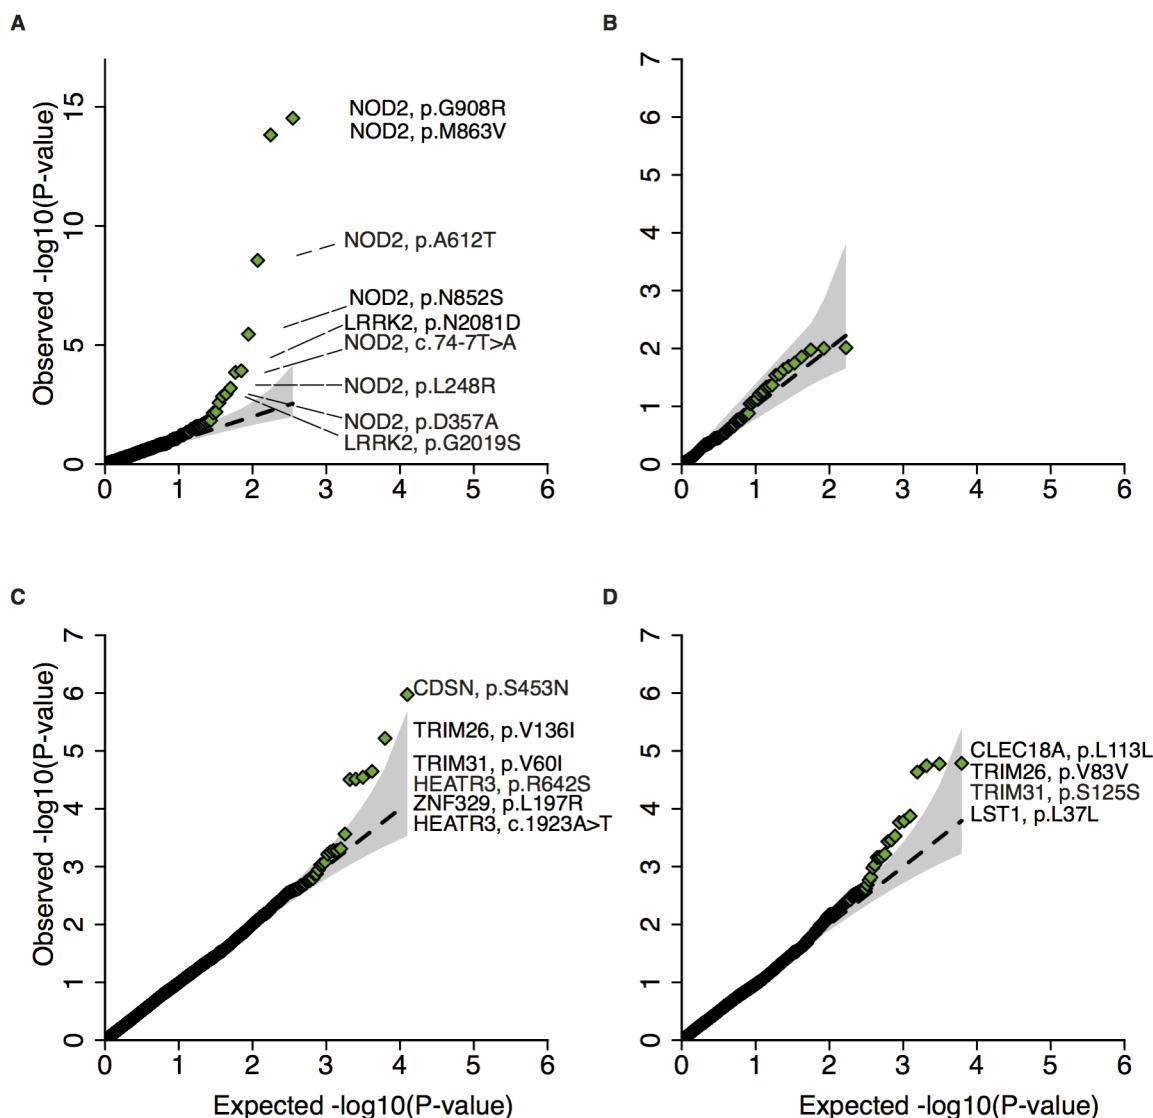 A
Observed -log10(P-value)
15
10
5
0
NOD2, p.G908R
NOD2, p.M863V
NOD2, p.A612T
NOD2, p.N852S
LRRK2, p.N2081D
NOD2, c.74-7T>A
NOD2, p.L248R
NOD2, p.D357A
LRRK2, p.G2019S
0 1 2 3 4 5 6
B
7
6
5
4
3
2
1
0
0 1 2 3 4 5 6
C
Observed -log10(P-value)
7
6
5
4
3
2
1
0
CDSN, p.S453N
TRIM26, p.V136I
TRIM31, p.V60I
HEATR3, p.R642S
ZNF329, p.L197R
HEATR3, c.1923A>T
0 1 2 3 4 5 6
Expected -log10(P-value)
D
7
6
5
4
3
2
1
0
CLEC18A, p.L113L
TRIM26, p.V83V
TRIM31, p.S125S
LST1, p.L37L
0 1 2 3 4 5 6
Expected -log10(P-value)